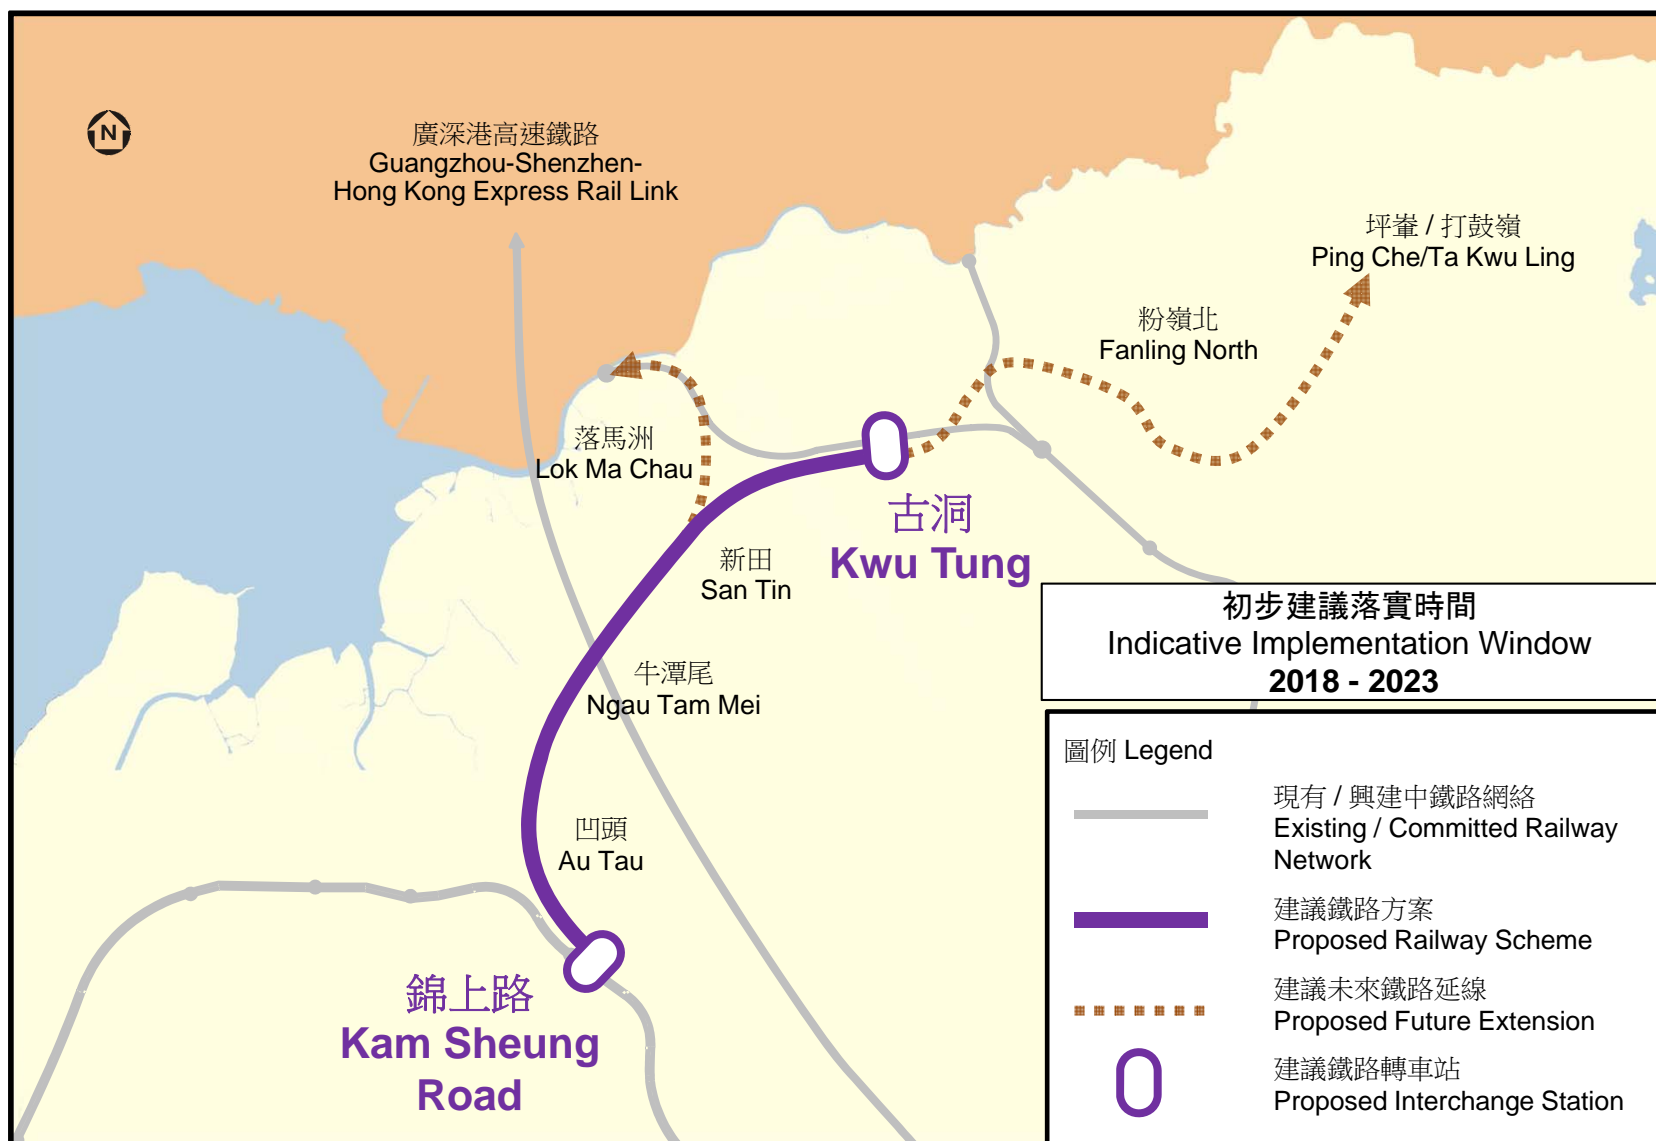 N
廣深港高速鐵路
Guangzhou-Shenzhen-
Hong Kong Express Rail Link
坪輋 / 打鼓嶺
Ping Che/Ta Kwu Ling
粉嶺北
Fanling North
落馬洲
Lok Ma Chau
古洞
Kwu Tung
新田
San Tin
牛潭尾
Ngau Tam Mei
凹頭
Au Tau
錦上路
Kam Sheung
Road
初步建議落實時間
Indicative Implementation Window
2018 - 2023
圖例 Legend
現有 / 興建中鐵路網絡
Existing / Committed Railway
Network
建議鐵路方案
Proposed Railway Scheme
建議未來鐵路延線
Proposed Future Extension
建議鐵路轉車站
Proposed Interchange Station